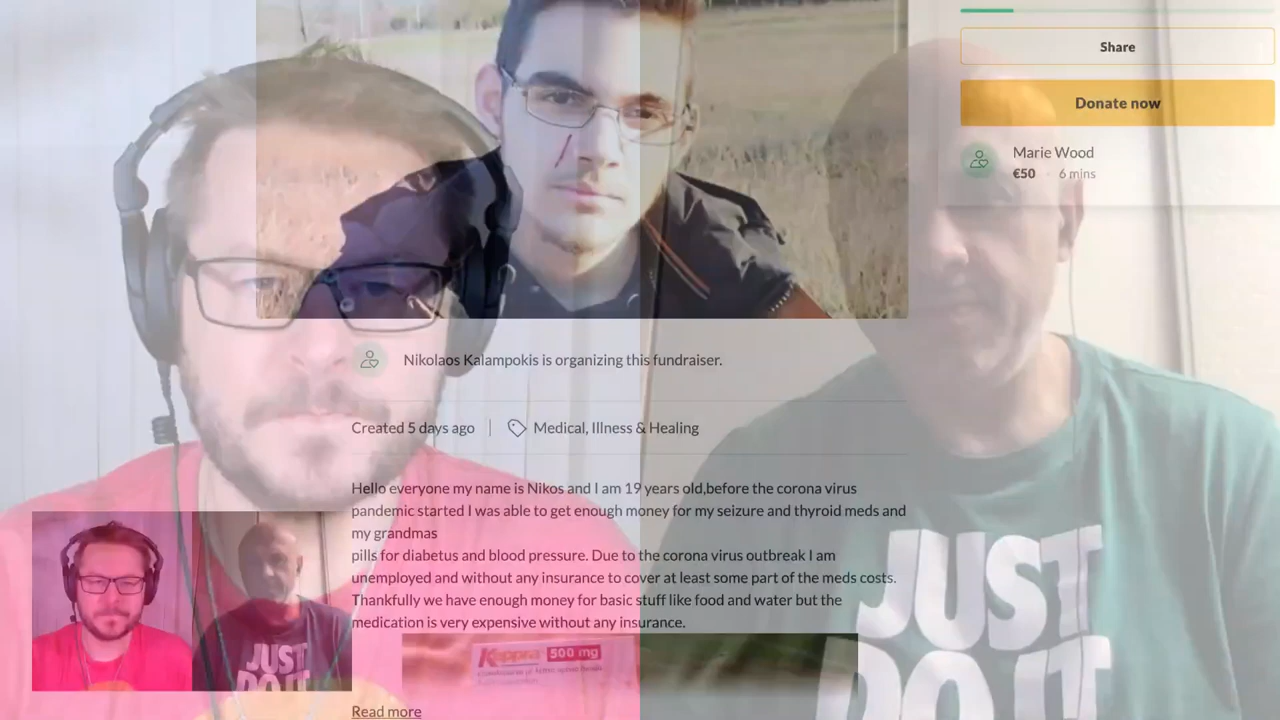 Share
Donate now
Marie Wood
€50 · 6 mins
Nikolaos Kalampokis is organizing this fundraiser.
Created 5 days ago | Medical, Illness & Healing
Hello everyone my name is Nikos and I am 19 years old,before the corona virus
pandemic started I was able to get enough money for my seizure and thyroid meds and
my grandmas
pills for diabetus and blood pressure. Due to the corona virus outbreak I am
unemployed and without any insurance to cover at least some part of the meds costs.
Thankfully we have enough money for basic stuff like food and water but the
medication is very expensive without any insurance.
Keppra 500 mg
Read more
JUST
DO IT
JUST
DO IT